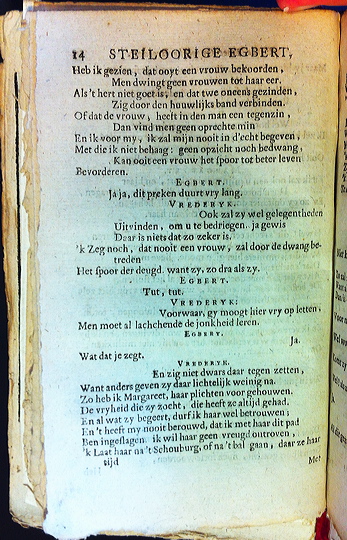 14 STEILOORIGE EGBERT,
Heb ik gezien, dat ooyt een vrouw bekoorden,
Men dwingt geen vrouwen tot haar eer.
Als 't hert niet goet is, en dat twe oneens gezinden,
Zig door den houwlijks band verbinden.
Of dat de vrouw, heeft in den man een tegenzin,
Dan vind men geen oprechte min
En ik voor my, ik zal mijn nooit in d'echt begeven,
Met die ik niet behaag: geen opzicht noch bedwang,
Kan ooit een vrouw het spoor tot beter leven
Bevorderen.
EGBERT.
Ja ja, dit preken duurt vry lang.
VREDERYK.
Ook zal zy wel gelegentheden
Uitvinden, om u te bedriegen, ja gewis
Daar is niets dat zo zeker is.
'k Zeg noch, dat nooit een vrouw, zal door de dwang be-
treden
Het spoor der deugd. want zy, zo dra als zy.
EGBERT.
Tut, tut.
VREDERYK:
Voorwaar, gy moogt hier vry op letten,
Men moet al lachchende de jonkheid leren.
EGBERT.
Ja.
Wat dat je zegt.
VREDERYK.
En zig niet dwars daar tegen zetten,
Want anders geven zy daar lichtelijk weinig na.
Zo heb ik Margareet, haar plichten voor gehouwen.
De vryheid die zy zocht, die heeft ze altijd gehad.
En al wat zy begeert, durf ik haar wel betrouwen;
En 't heeft my nooit berouwd, dat ik met haar dit pad
Ben ingeslagen: ik wil haar geen vreugd ontroven,
'k Laat haar na 't Schouburg, of na 't bal gaan, daar ze haar
tijd
Met